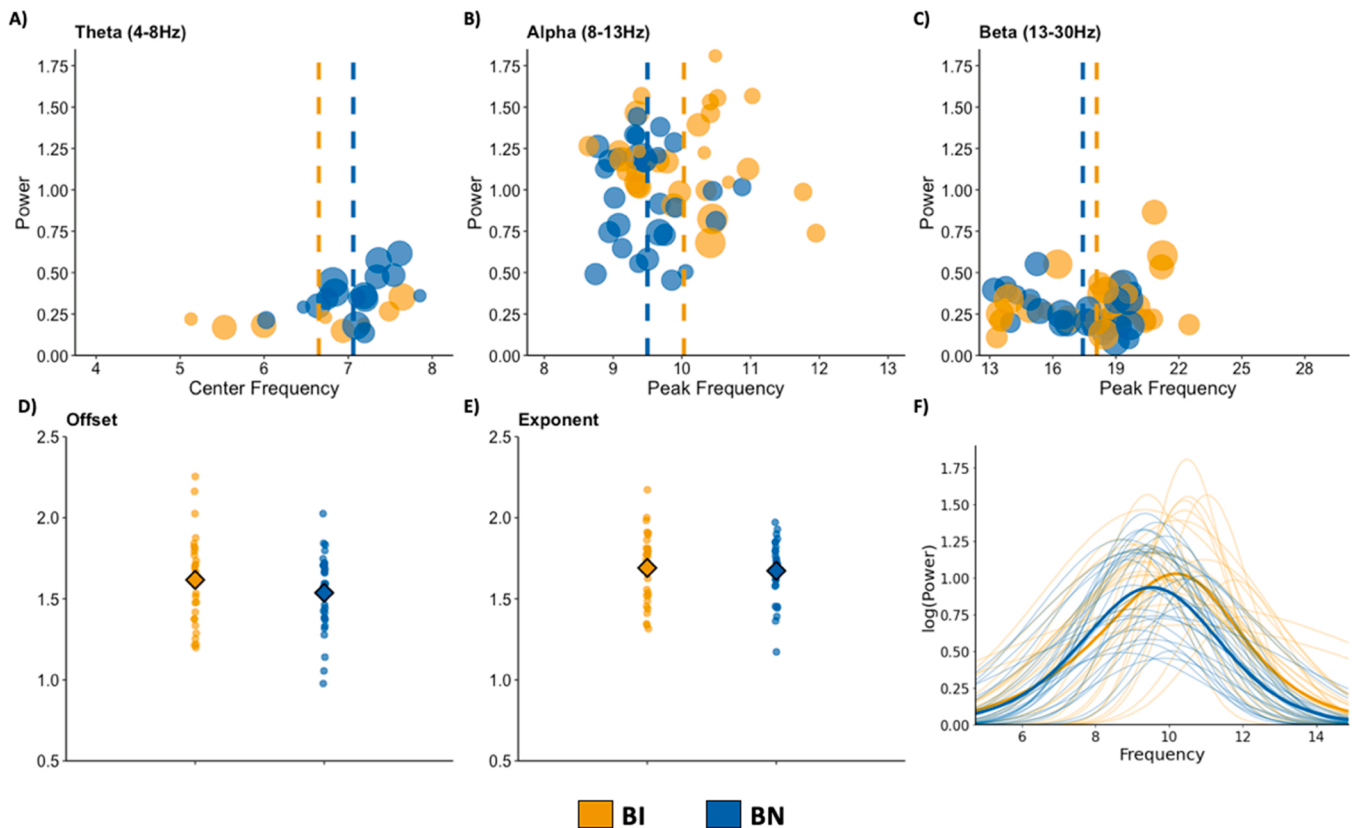 A)
Theta (4-8Hz)
Power
1.75
1.50
1.25
1.00
0.75
0.50
0.25
0.00
4 5 6 7 8
Center Frequency
B)
Alpha (8-13Hz)
Power
1.75
1.50
1.25
1.00
0.75
0.50
0.25
0.00
8 9 10 11 12 13
Peak Frequency
C)
Beta (13-30Hz)
Power
1.75
1.50
1.25
1.00
0.75
0.50
0.25
0.00
13 16 19 22 25 28
Peak Frequency
D)
Offset
2.5
2.0
1.5
1.0
0.5
E)
Exponent
2.5
2.0
1.5
1.0
0.5
F)
log(Power)
1.75
1.50
1.25
1.00
0.75
0.50
0.25
0.00
6 8 10 12 14
Frequency
BI BN